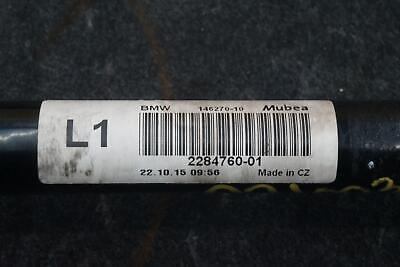 BMW 146270-10 Mubea
L1
2284760-01
22.10.15 09:56 Made in CZ